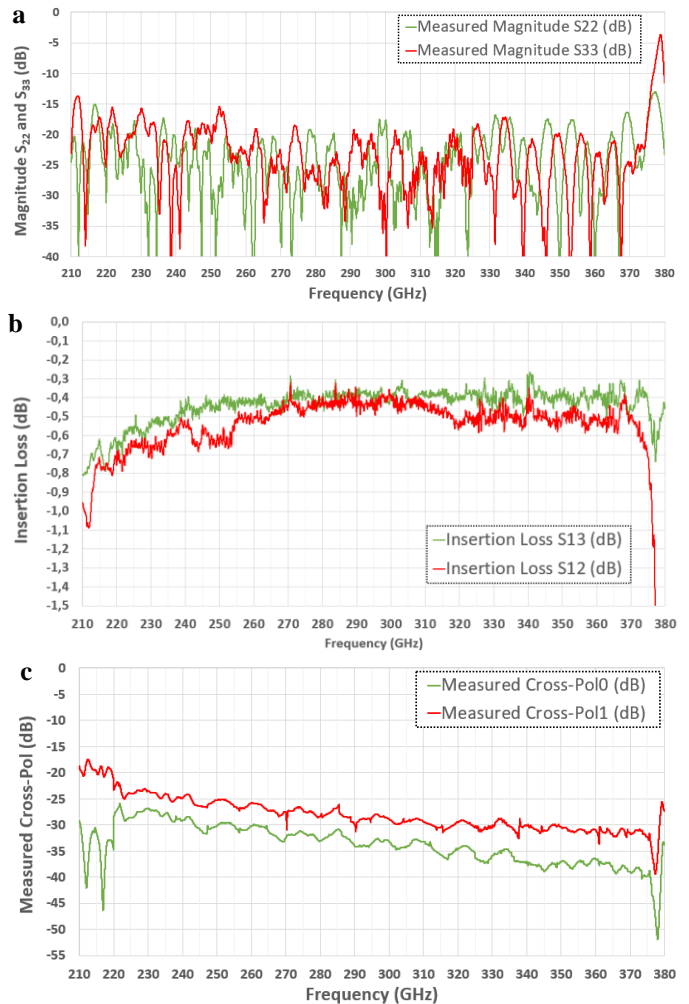 a
Measured Magnitude S22 (dB)
Measured Magnitude S33 (dB)
Magnitude S22 and S33 (dB)
0
-5
-10
-15
-20
-25
-30
-35
-40
210 220 230 240 250 260 270 280 290 300 310 320 330 340 350 360 370 380
Frequency (GHz)
b
Insertion Loss (dB)
0,0
-0,1
-0,2
-0,3
-0,4
-0,5
-0,6
-0,7
-0,8
-0,9
-1,0
-1,1
-1,2
-1,3
-1,4
-1,5
Insertion Loss S13 (dB)
Insertion Loss S12 (dB)
210 220 230 240 250 260 270 280 290 300 310 320 330 340 350 360 370 380
Frequency (GHz)
c
Measured Cross-Pol (dB)
0
-5
-10
-15
-20
-25
-30
-35
-40
-45
-50
-55
Measured Cross-Pol0 (dB)
Measured Cross-Pol1 (dB)
210 220 230 240 250 260 270 280 290 300 310 320 330 340 350 360 370 380
Frequency (GHz)